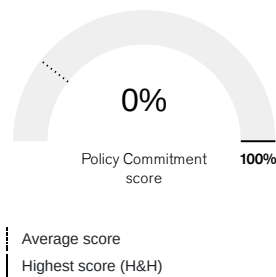 0%
Policy Commitment 100%
score
Average score
Highest score (H&H)